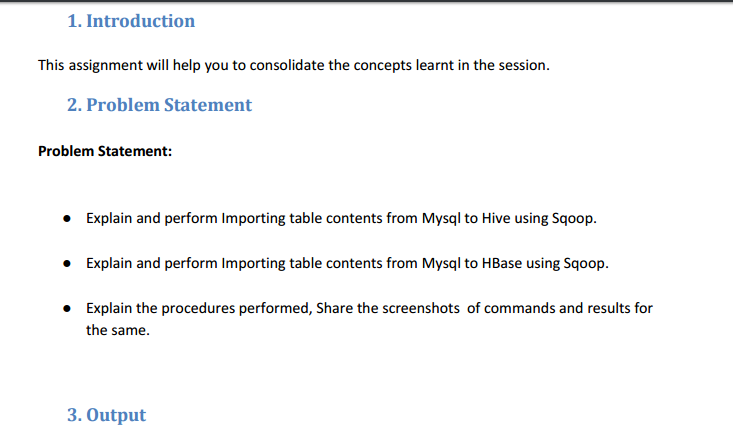 1. Introduction
This assignment will help you to consolidate the concepts learnt in the session.
2. Problem Statement
Problem Statement:
● Explain and perform Importing table contents from Mysql to Hive using Sqoop.
● Explain and perform Importing table contents from Mysql to HBase using Sqoop.
● Explain the procedures performed, Share the screenshots of commands and results for
the same.
3. Output